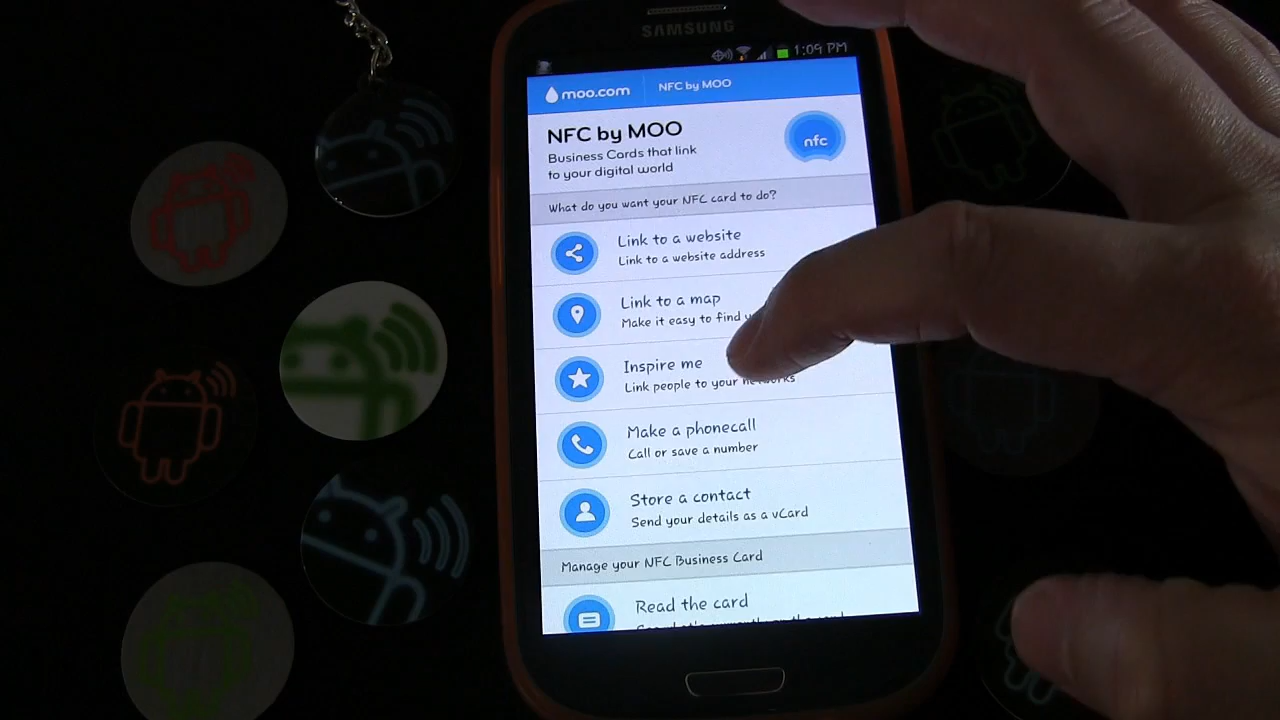 SAMSUNG
1:09 PM
moo.com NFC by MOO
NFC by MOO
Business Cards that link
to your digital world
nfc
What do you want your NFC card to do?
Link to a website
Link to a website address
Link to a map
Make it easy to find
Inspire me
Link people to your networks
Make a phonecall
Call or save a number
Store a contact
Send your details as a vCard
Manage your NFC Business Card
Read the card